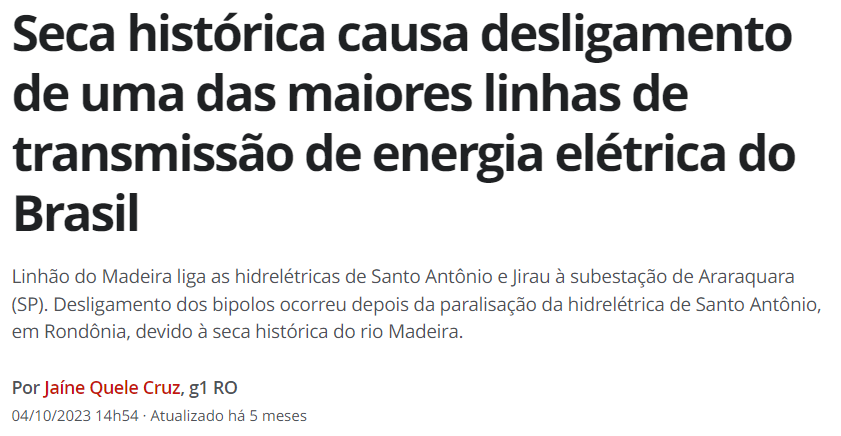 Seca histórica causa desligamento
de uma das maiores linhas de
transmissão de energia elétrica do
Brasil
Linhão do Madeira liga as hidrelétricas de Santo Antônio e Jirau à subestação de Araraquara
(SP). Desligamento dos bipolos ocorreu depois da paralisação da hidrelétrica de Santo Antônio,
em Rondônia, devido à seca histórica do rio Madeira.
Por Jaíne Quele Cruz, g1 RO
04/10/2023 14h54 · Atualizado há 5 meses